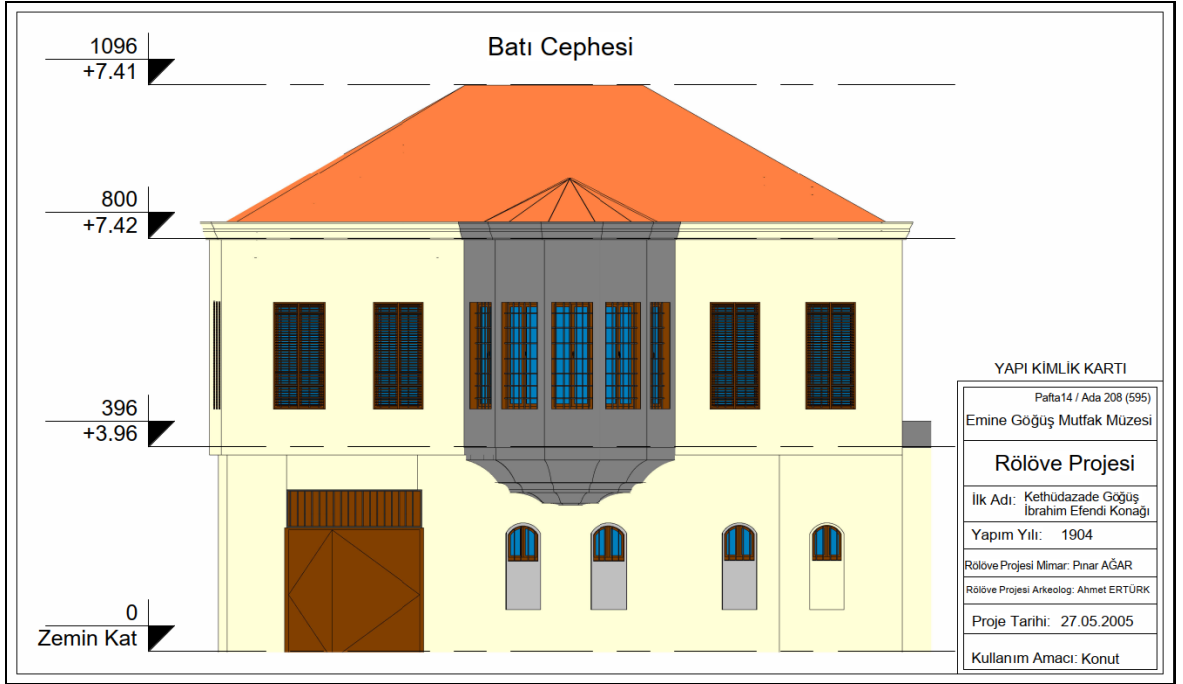 Batı Cephesi
1096
+7.41
800
+7.42
396
+3.96
0
Zemin Kat
YAPI KİMLİK KARTI
Pafta14 / Ada 208 (595)
Emine Göğüş Mutfak Müzesi
Rölöve Projesi
İlk Adı: Kethüdazade Göğüş
İbrahim Efendi Konağı
Yapım Yılı: 1904
Rölöve Projesi Mimar: Pınar AĞAR
Rölöve Projesi Arkeolog: Ahmet ERTÜRK
Proje Tarihi: 27.05.2005
Kullanım Amacı: Konut